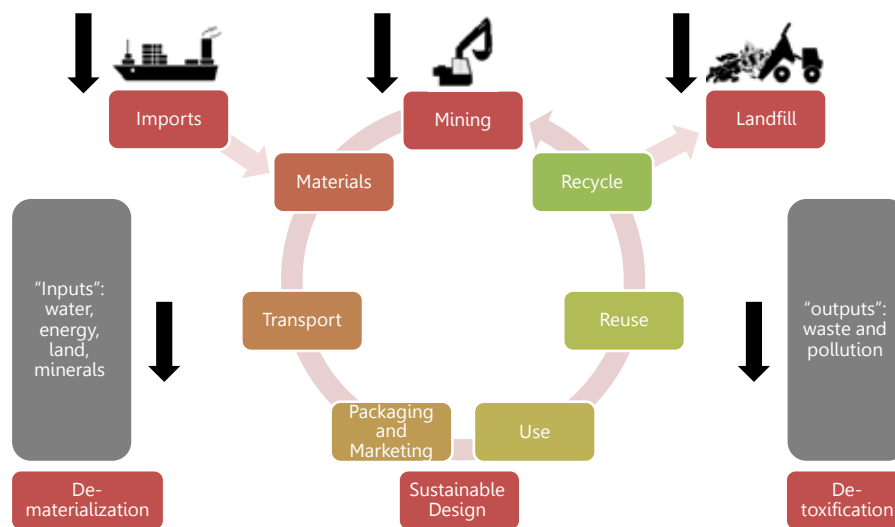 Imports
Mining
Landfill
Materials
Recycle
"Inputs":
water,
energy,
land,
minerals
Transport
Reuse
"outputs":
waste and
pollution
Packaging
and
Marketing
Use
De-
materialization
Sustainable
Design
De-
toxification